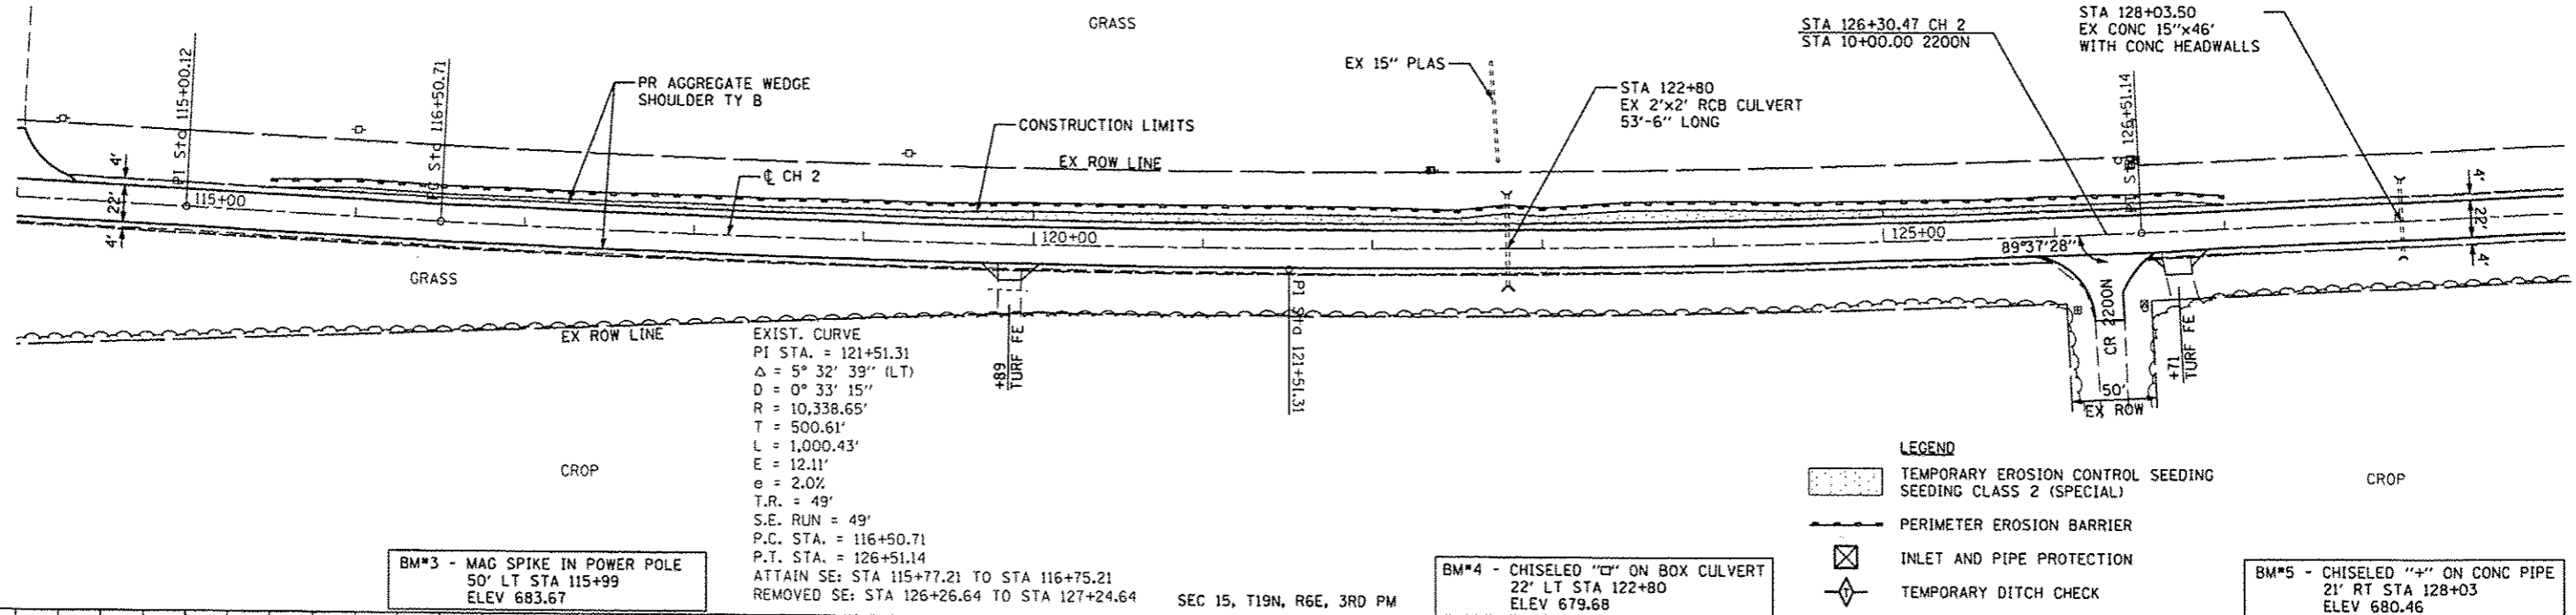 GRASS
STA 126+30.47 CH 2
STA 10+00.00 2200N
STA 128+03.50
EX CONC 15"x46'
WITH CONC HEADWALLS
PI Sta 115+00.12
PC Sta 116+50.71
PR AGGREGATE WEDGE
SHOULDER TY B
EX 15" PLAS
STA 122+80
EX 2'x2' RCB CULVERT
53'-6" LONG
126+51.14
CONSTRUCTION LIMITS
EX ROW LINE
℄ CH 2
4'
22'
4'
115+00
120+00
125+00
89°37'28"
4'
22'
4'
GRASS
EX ROW LINE
+89
TURF FE
PI Sta 121+51.31
CR 2200N
+71
TURF FE
50'
EX ROW
EXIST. CURVE
PI STA. = 121+51.31
Δ = 5° 32' 39" (LT)
D = 0° 33' 15"
R = 10,338.65'
T = 500.61'
L = 1,000.43'
E = 12.11'
e = 2.0%
T.R. = 49'
S.E. RUN = 49'
P.C. STA. = 116+50.71
P.T. STA. = 126+51.14
ATTAIN SE: STA 115+77.21 TO STA 116+75.21
REMOVED SE: STA 126+26.64 TO STA 127+24.64
CROP
LEGEND
TEMPORARY EROSION CONTROL SEEDING
SEEDING CLASS 2 (SPECIAL)
PERIMETER EROSION BARRIER
INLET AND PIPE PROTECTION
TEMPORARY DITCH CHECK
CROP
BM#3 - MAG SPIKE IN POWER POLE
50' LT STA 115+99
ELEV 683.67
SEC 15, T19N, R6E, 3RD PM
BM#4 - CHISELED "□" ON BOX CULVERT
22' LT STA 122+80
ELEV 679.68
BM#5 - CHISELED "+" ON CONC PIPE
21' RT STA 128+03
ELEV 680.46